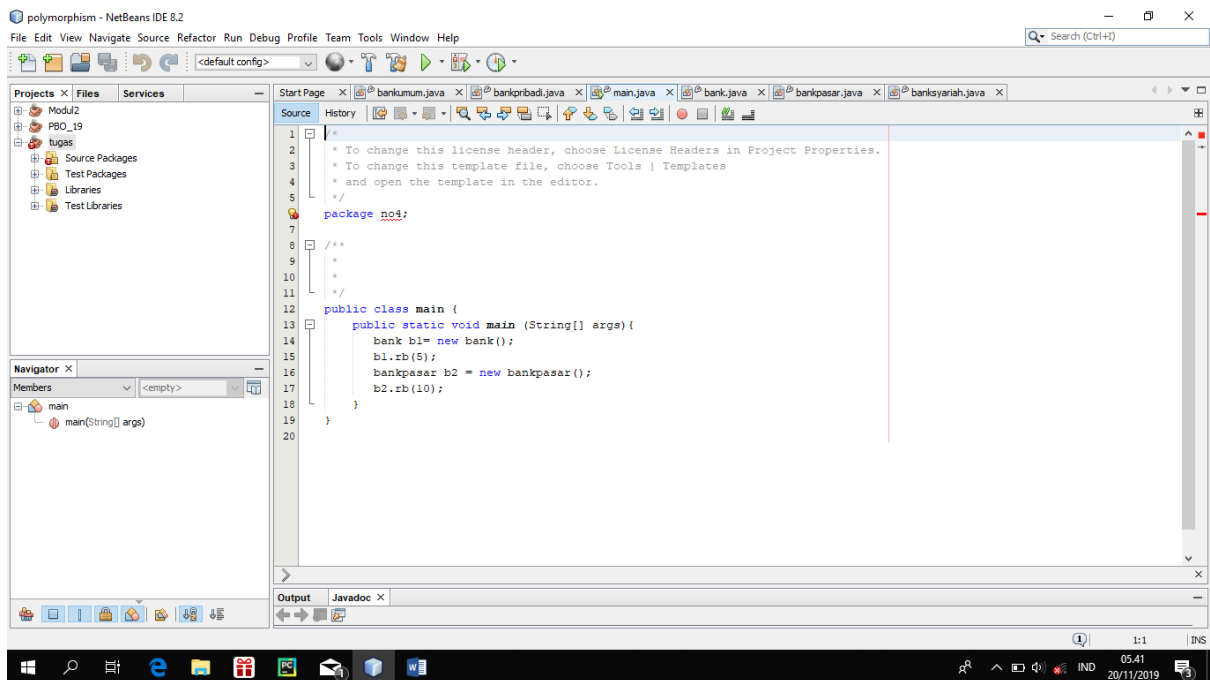 polymorphism - NetBeans IDE 8.2
File Edit View Navigate Source Refactor Run Debug Profile Team Tools Window Help
Search (Ctrl+I)
<default config>
Projects Files Services
Modul2
PBO_19
tugas
Source Packages
Test Packages
Libraries
Test Libraries
Navigator
Members <empty>
main
main(String[] args)
Start Page bankumum.java bankpribadi.java main.java bank.java bankpasar.java banksyariah.java
Source History
1 /*
2 * To change this license header, choose License Headers in Project Properties.
3 * To change this template file, choose Tools | Templates
4 * and open the template in the editor.
5 */
package no4;
7
8 /**
9 *
10 *
11 */
12 public class main {
13 public static void main (String[] args){
14 bank b1= new bank();
15 b1.rb(5);
16 bankpasar b2 = new bankpasar();
17 b2.rb(10);
18 }
19 }
20
Output Javadoc
1 1:1 INS
IND
05.41
20/11/2019
3